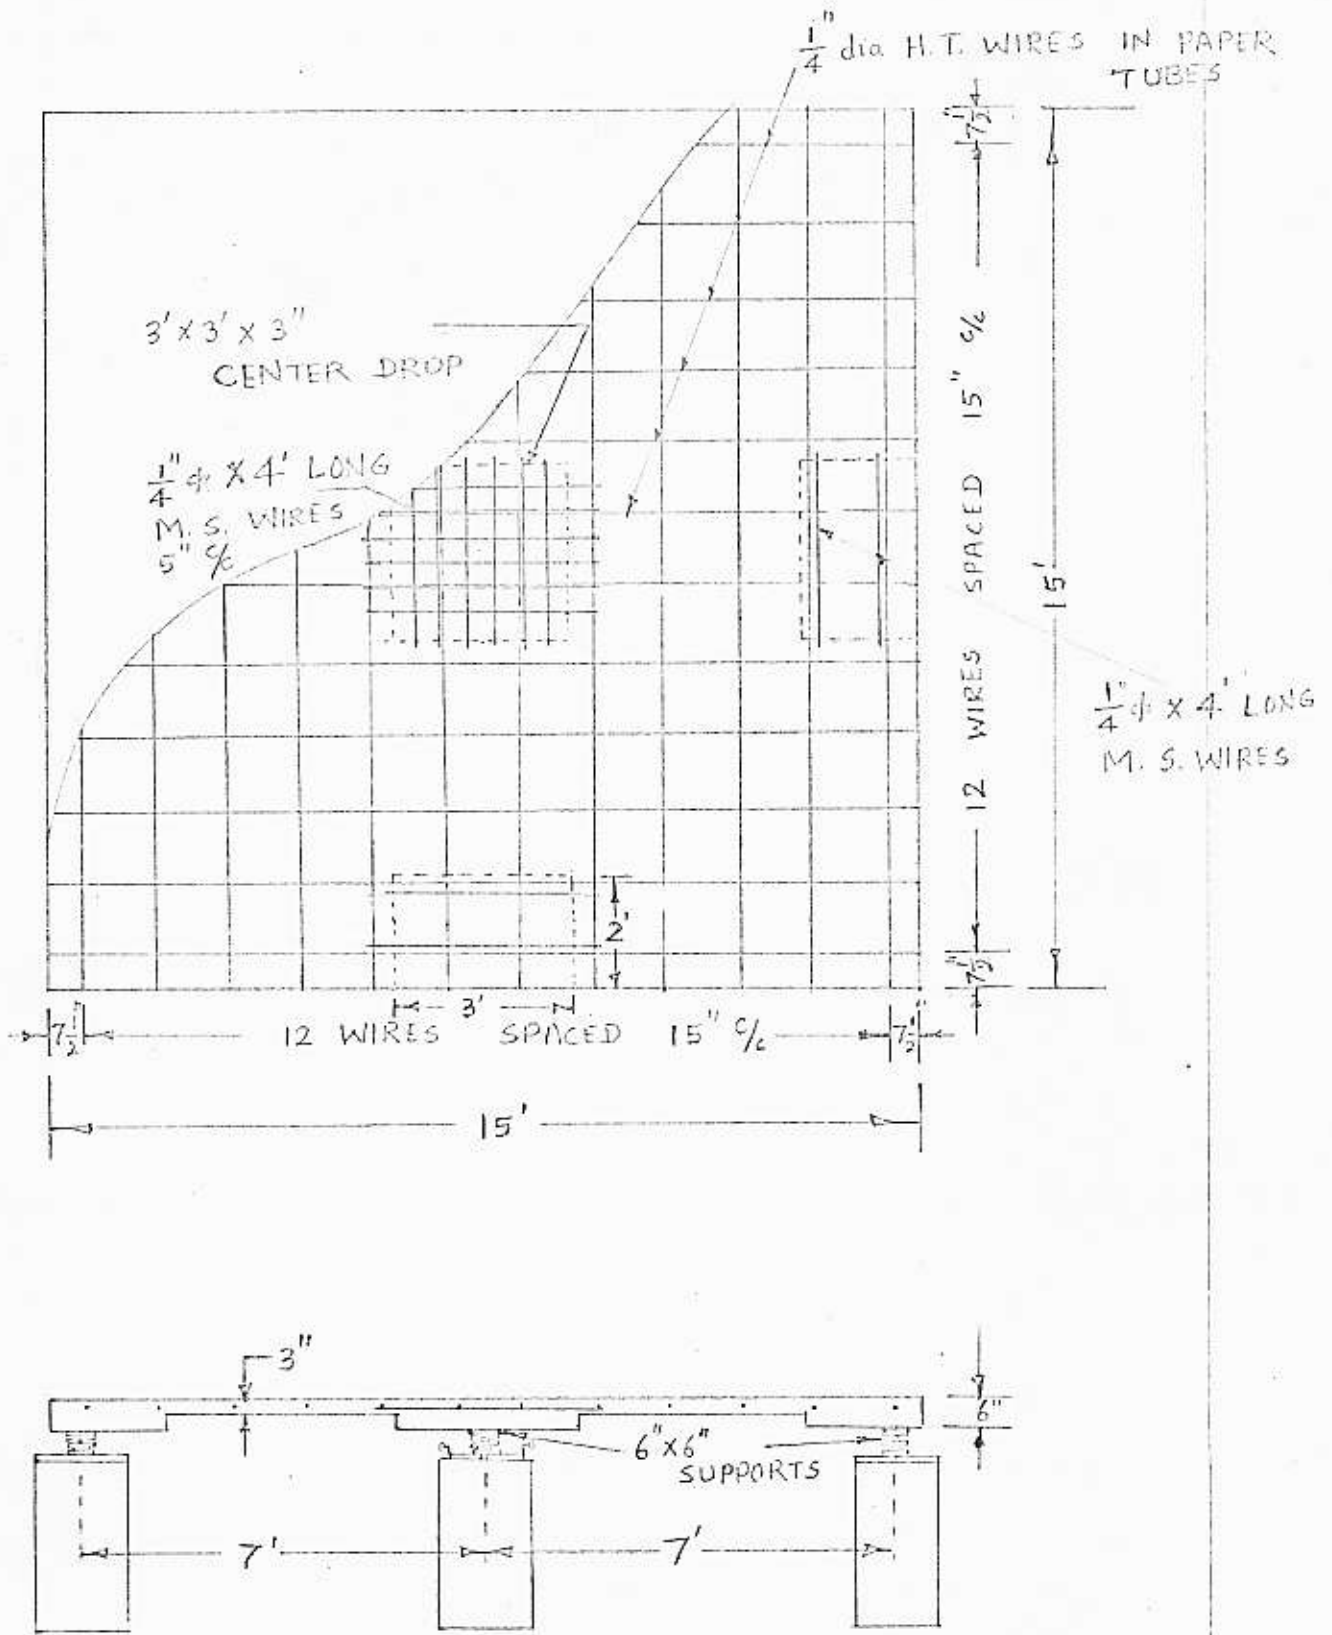 1/4" dia H.T. WIRES IN PAPER
TUBES
7 1/2"
3' X 3' X 3"
CENTER DROP
1/4" ϕ X 4' LONG
M. S. WIRES
5" c/c
12 WIRES SPACED 15" c/c
15'
1/4" ϕ X 4' LONG
M. S. WIRES
2'
7 1/2"
3'
7 1/2"
12 WIRES SPACED 15" c/c
7 1/2"
15'
3"
6"
6"X6"
SUPPORTS
7'
7'